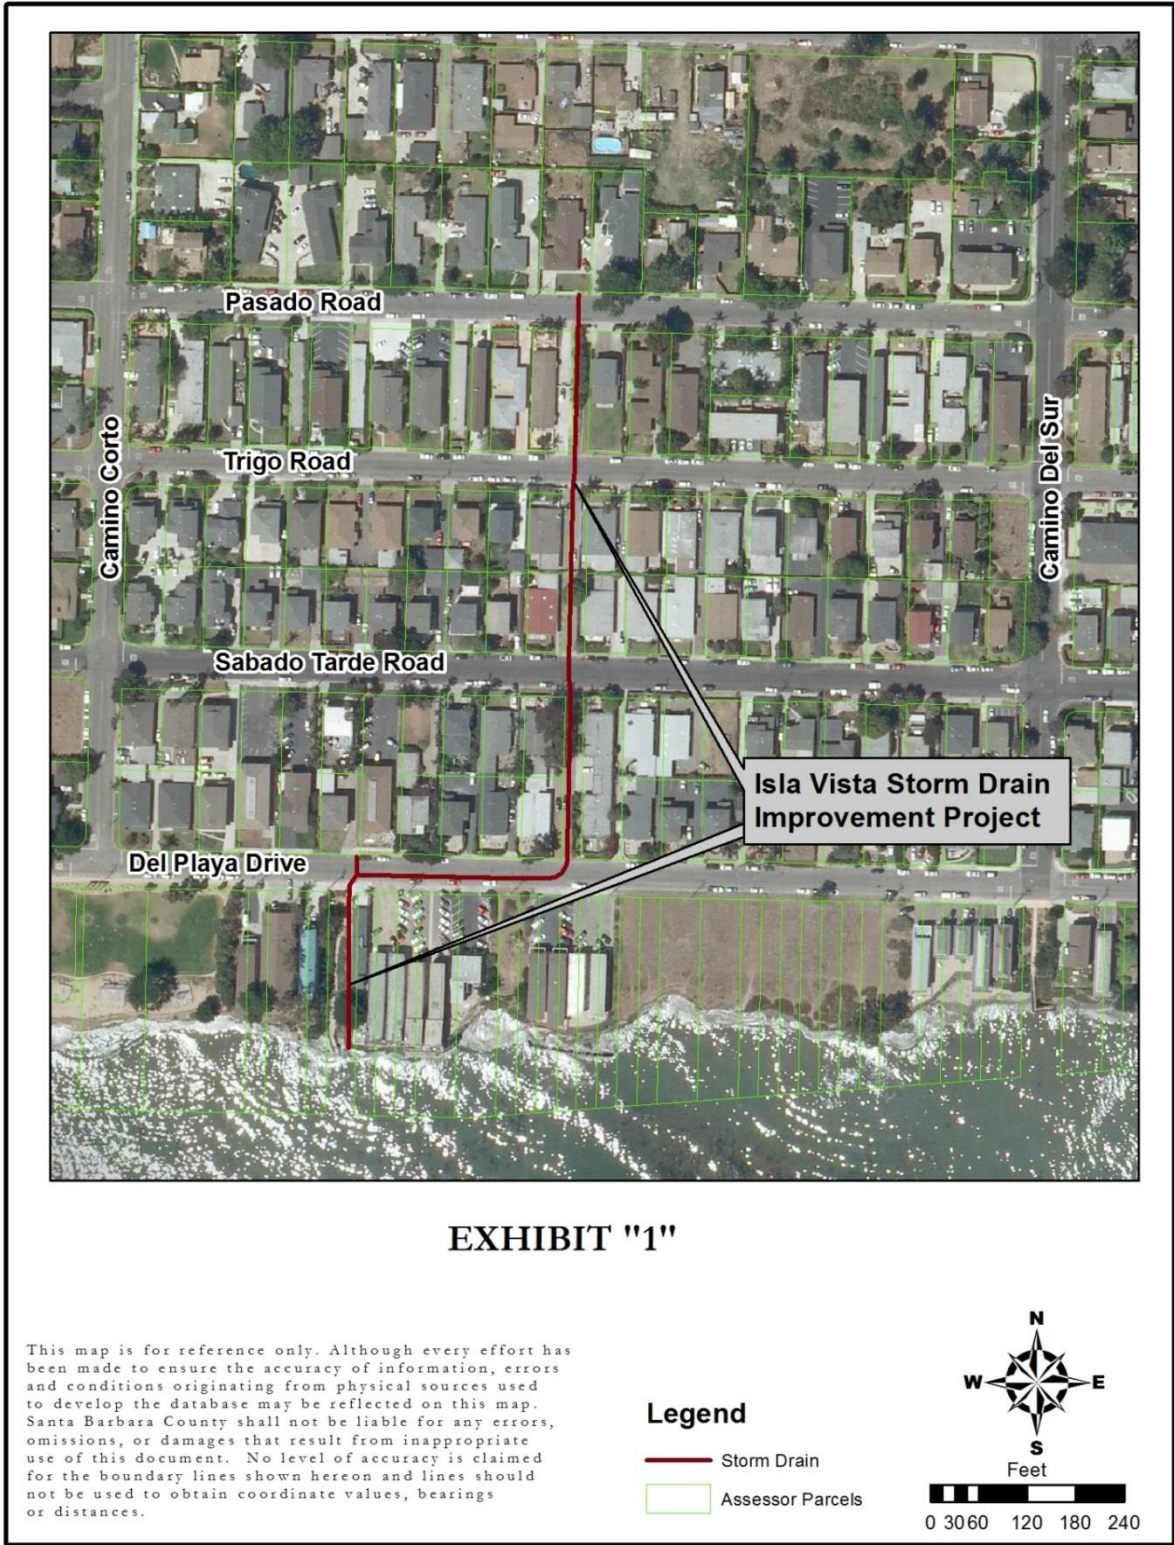 Pasado Road
Trigo Road
Camino Corto
Camino Del Sur
Sabado Tarde Road
Isla Vista Storm Drain
Improvement Project
Del Playa Drive
EXHIBIT "1"
This map is for reference only. Although every effort has
been made to ensure the accuracy of information, errors
and conditions originating from physical sources used
to develop the database may be reflected on this map.
Santa Barbara County shall not be liable for any errors,
omissions, or damages that result from inappropriate
use of this document. No level of accuracy is claimed
for the boundary lines shown hereon and lines should
not be used to obtain coordinate values, bearings
or distances.
Legend
Storm Drain
Assessor Parcels
N
W E
S
Feet
0 30 60 120 180 240